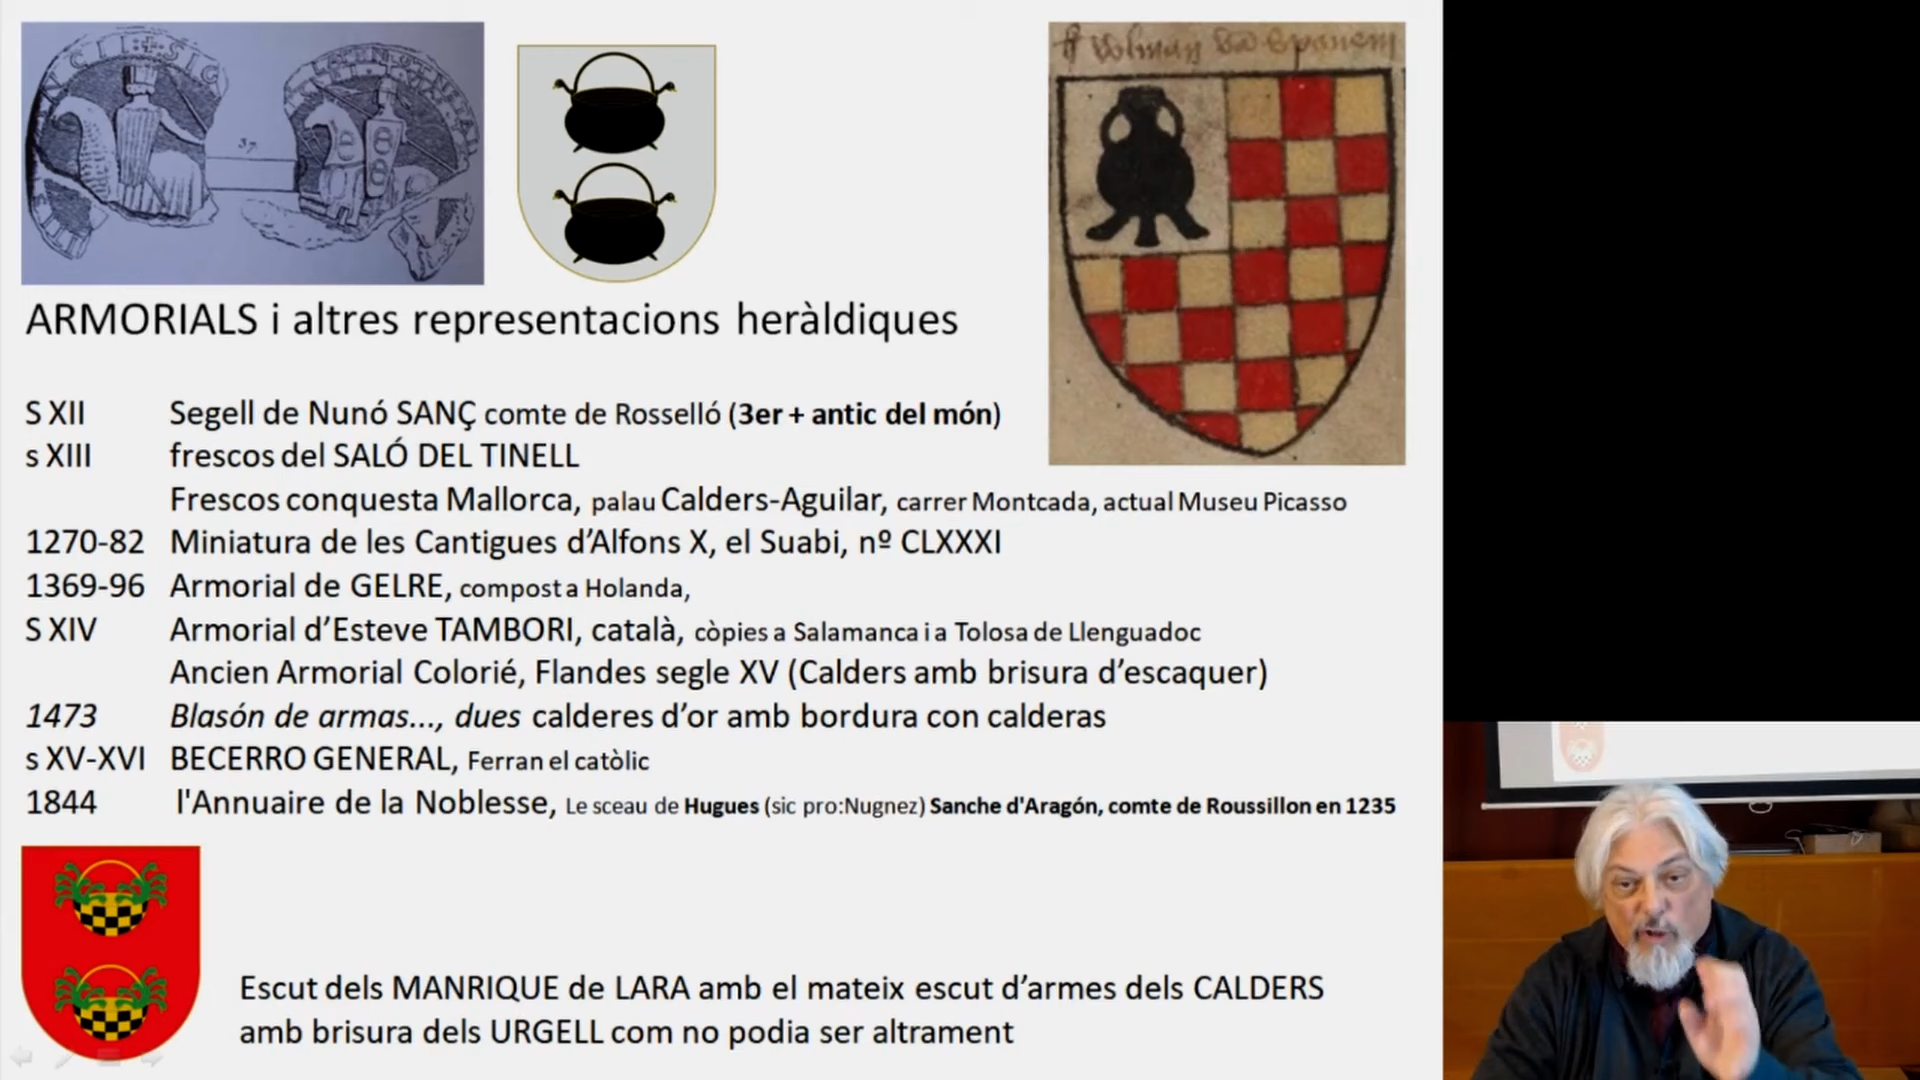 37
ARMORIALS i altres representacions heràldiques
S XII Segell de Nunó SANÇ comte de Rosselló (3er + antic del món)
s XIII frescos del SALÓ DEL TINELL
Frescos conquesta Mallorca, palau Calders-Aguilar, carrer Montcada, actual Museu Picasso
1270-82 Miniatura de les Cantigues d’Alfons X, el Suabi, nº CLXXXI
1369-96 Armorial de GELRE, compost a Holanda,
S XIV Armorial d’Esteve TAMBORI, català, còpies a Salamanca i a Tolosa de Llenguadoc
Ancien Armorial Colorié, Flandes segle XV (Calders amb brisura d’escaquer)
1473 Blasón de armas..., dues calderes d’or amb bordura con calderas
s XV-XVI BECERRO GENERAL, Ferran el catòlic
1844 l'Annuaire de la Noblesse, Le sceau de Hugues (sic pro:Nugnez) Sanche d'Aragón, comte de Roussillon en 1235
Escut dels MANRIQUE de LARA amb el mateix escut d’armes dels CALDERS
amb brisura dels URGELL com no podia ser altrament